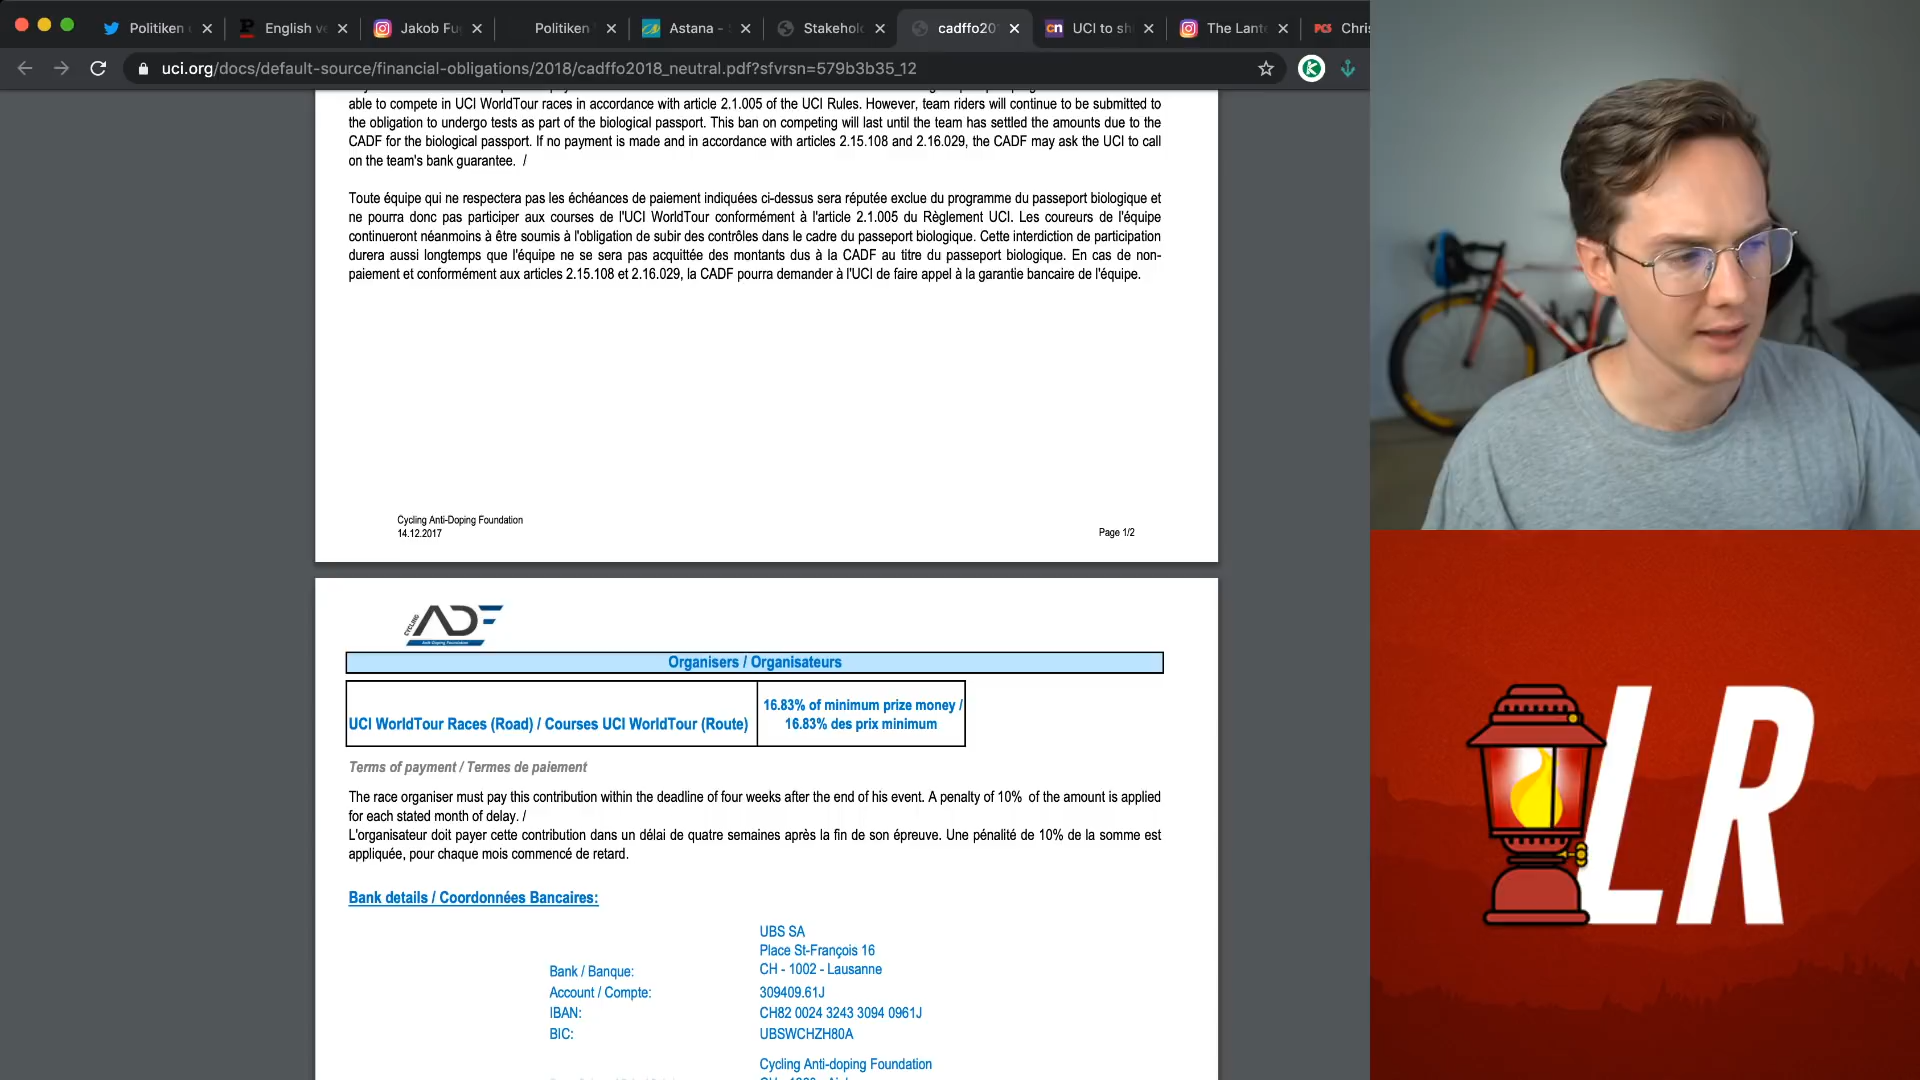 Politiken
English ve
Jakob Fug
Politiken
Astana -
Stakehold
cadffo20
cn
UCI to sh
The Lante
PCS
Chris
uci.org/docs/default-source/financial-obligations/2018/cadffo2018_neutral.pdf?sfvrsn=579b3b35_12
able to compete in UCI WorldTour races in accordance with article 2.1.005 of the UCI Rules. However, team riders will continue to be submitted to
the obligation to undergo tests as part of the biological passport. This ban on competing will last until the team has settled the amounts due to the
CADF for the biological passport. If no payment is made and in accordance with articles 2.15.108 and 2.16.029, the CADF may ask the UCI to call
on the team's bank guarantee. /
Toute équipe qui ne respectera pas les échéances de paiement indiquées ci-dessus sera réputée exclue du programme du passeport biologique et
ne pourra donc pas participer aux courses de l'UCI WorldTour conformément à l'article 2.1.005 du Règlement UCI. Les coureurs de l'équipe
continueront néanmoins à être soumis à l'obligation de subir des contrôles dans le cadre du passeport biologique. Cette interdiction de participation
durera aussi longtemps que l'équipe ne se sera pas acquittée des montants dus à la CADF au titre du passeport biologique. En cas de non-
paiement et conformément aux articles 2.15.108 et 2.16.029, la CADF pourra demander à l'UCI de faire appel à la garantie bancaire de l'équipe.
Cycling Anti-Doping Foundation
14.12.2017
Page 1/2
CYCLING
ADF
Anti-Doping Foundation
Organisers / Organisateurs
UCI WorldTour Races (Road) / Courses UCI WorldTour (Route)
16.83% of minimum prize money /
16.83% des prix minimum
Terms of payment / Termes de paiement
The race organiser must pay this contribution within the deadline of four weeks after the end of his event. A penalty of 10% of the amount is applied
for each stated month of delay. /
L'organisateur doit payer cette contribution dans un délai de quatre semaines après la fin de son épreuve. Une pénalité de 10% de la somme est
appliquée, pour chaque mois commencé de retard.
Bank details / Coordonnées Bancaires:
UBS SA
Place St-François 16
Bank / Banque:
CH - 1002 - Lausanne
Account / Compte:
309409.61J
IBAN:
CH82 0024 3243 3094 0961J
BIC:
UBSWCHZH80A
Cycling Anti-doping Foundation
LR